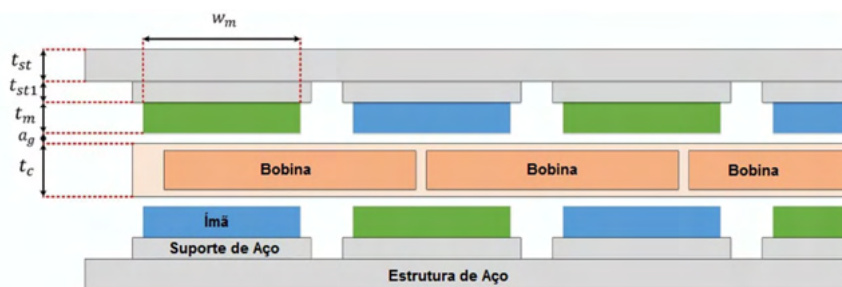 w_m
t_st
t_st1
t_m
a_g
t_c
Bobina Bobina Bobina
Ímã
Suporte de Aço
Estrutura de Aço